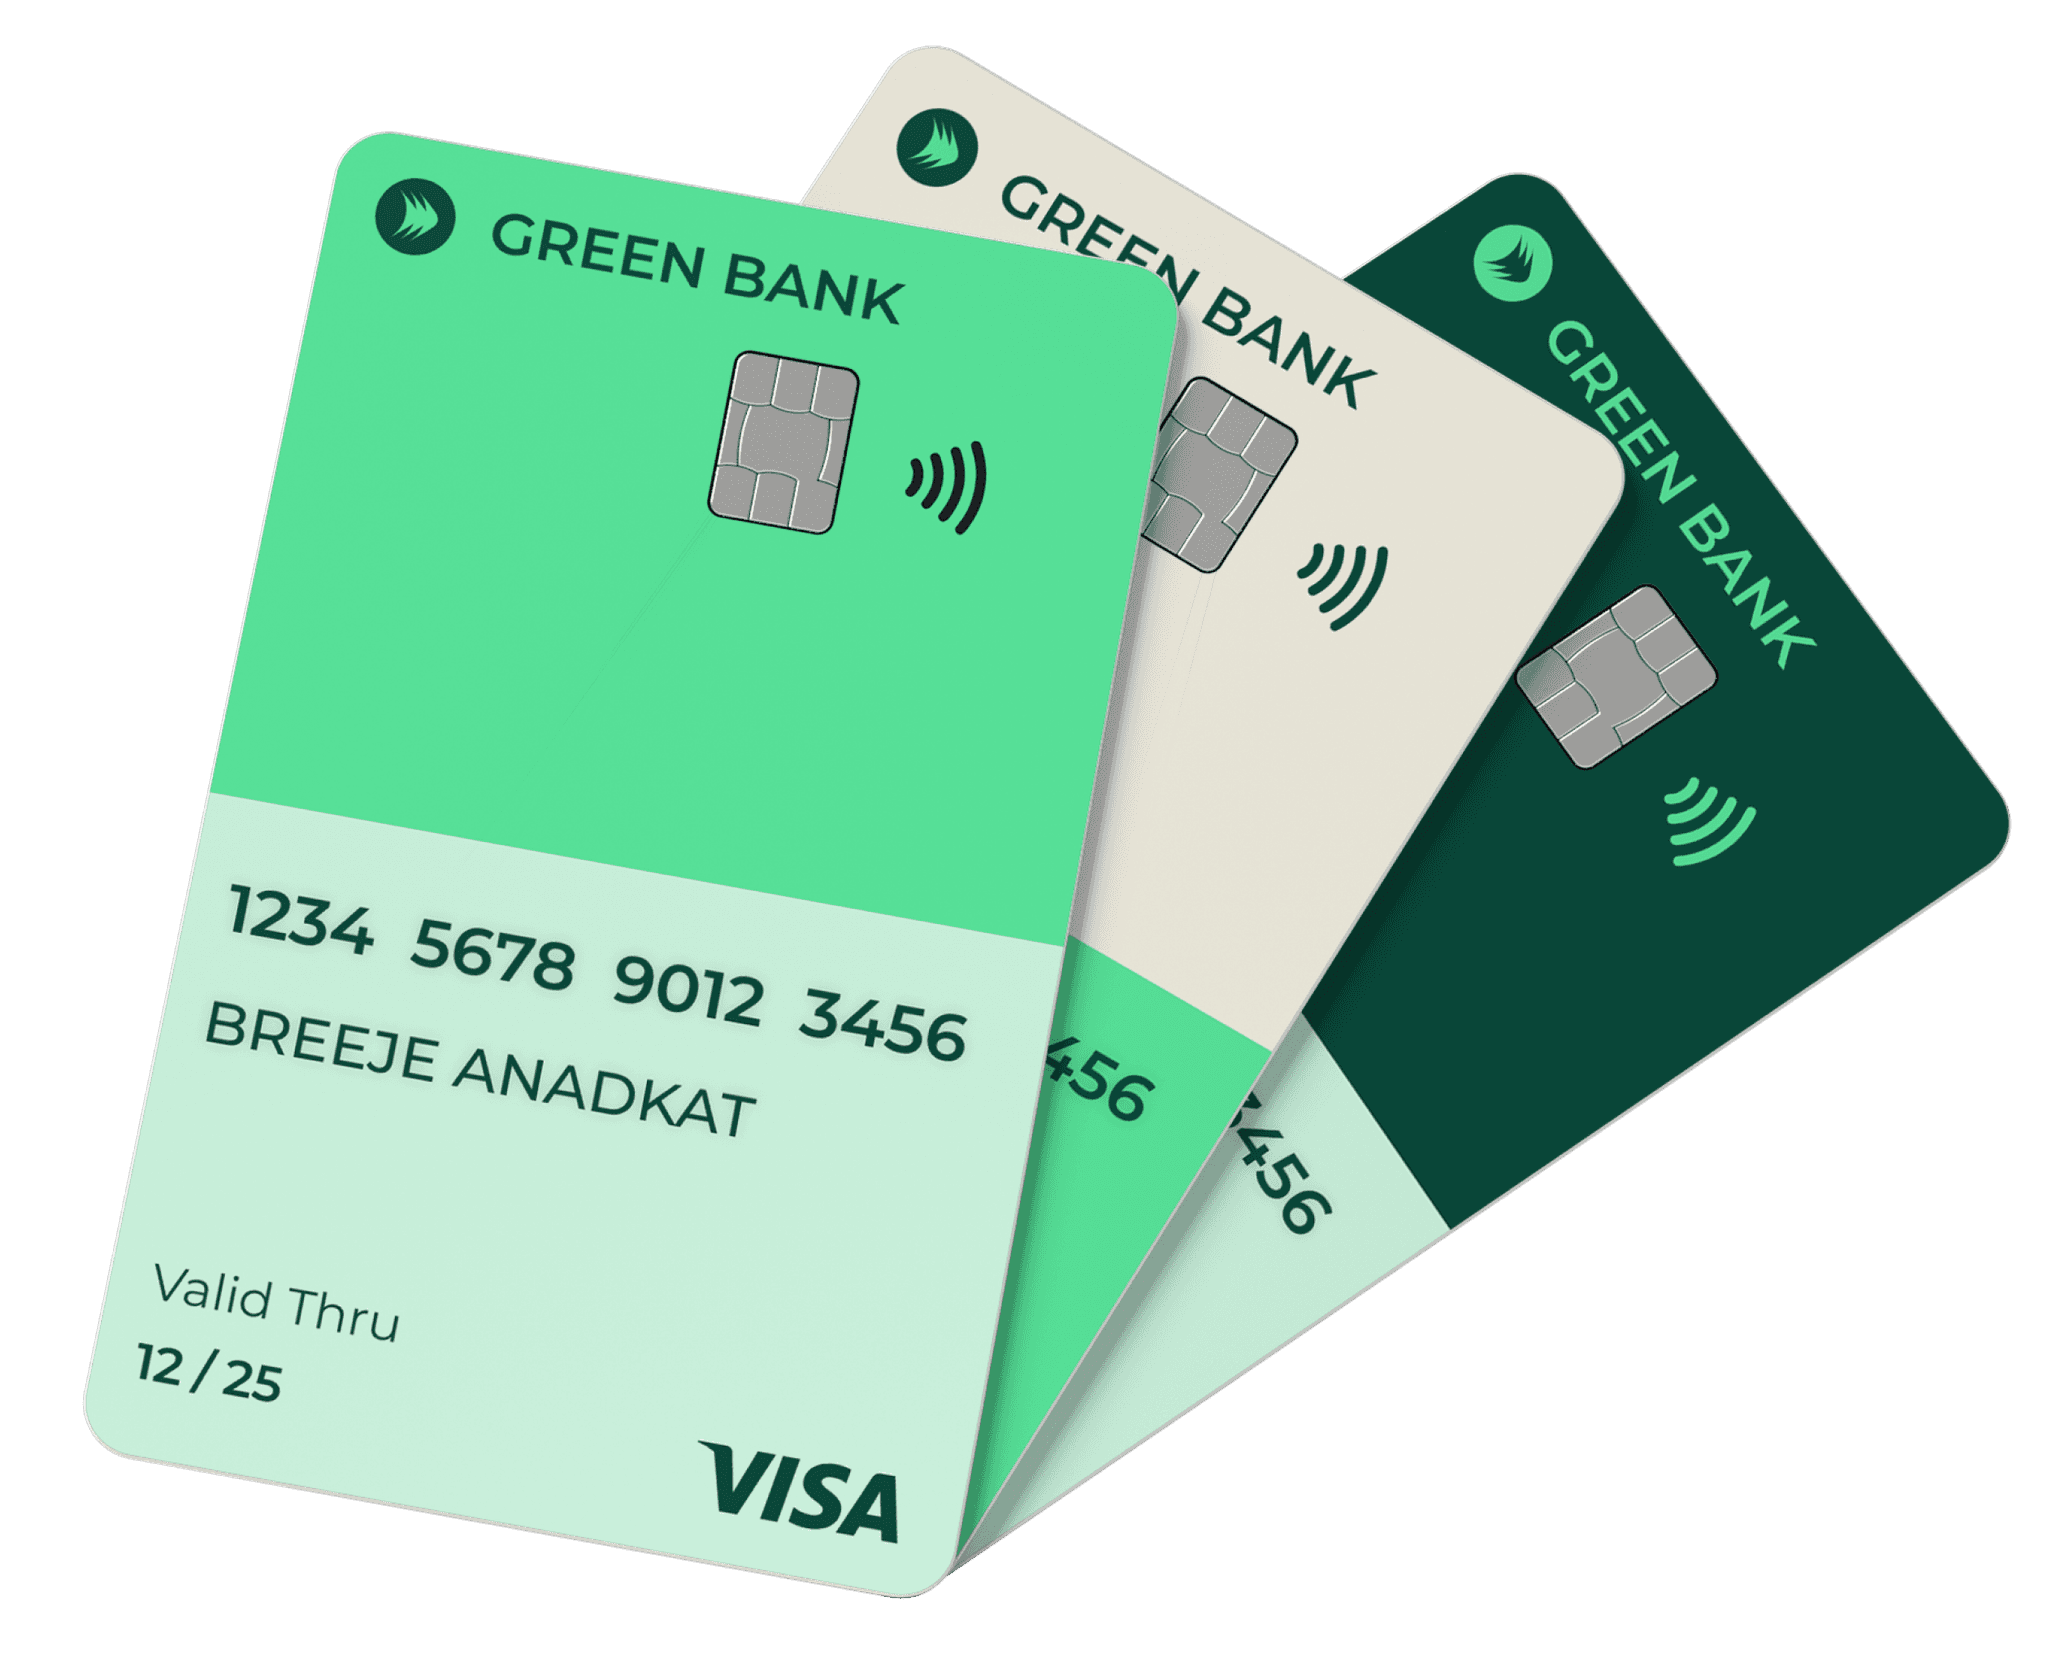 GREEN BANK
1234 5678 9012 3456
BREEJE ANADKAT
Valid Thru
12 / 25
VISA
GREEN BANK
456
GREEN BANK
3456